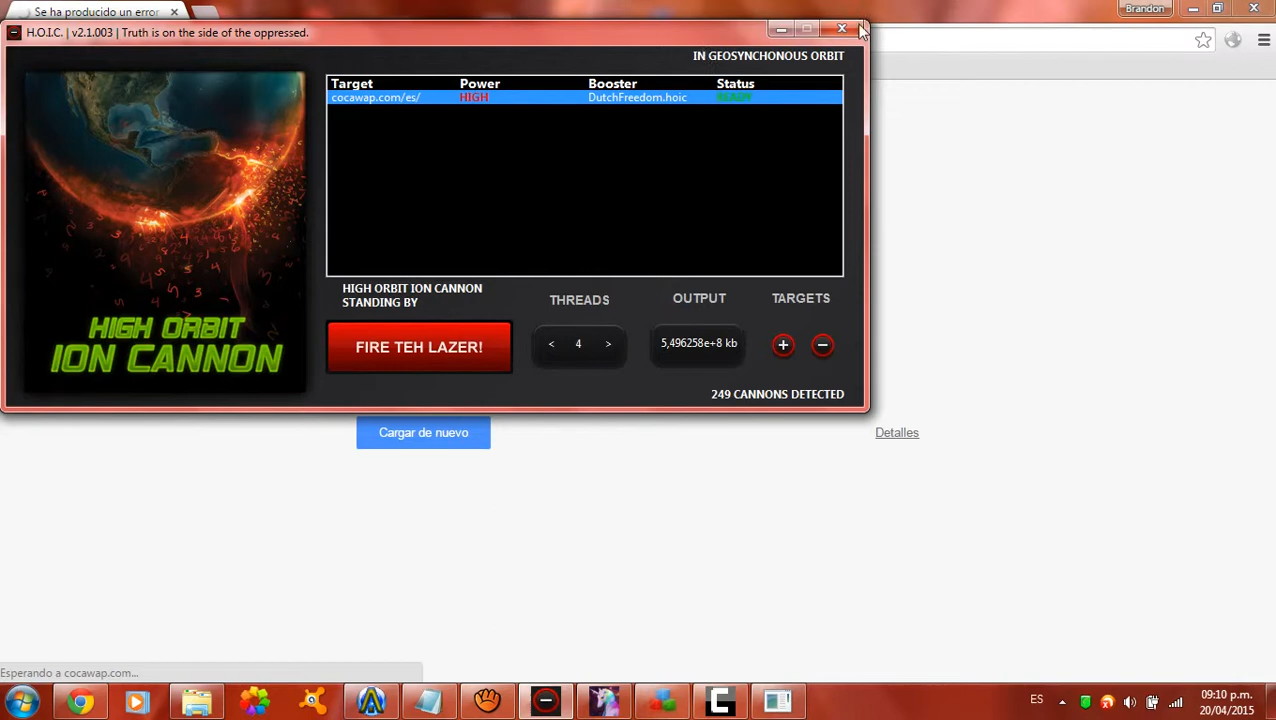 Se ha producido un error
Brandon
H.O.I.C. | v2.1.003 | Truth is on the side of the oppressed.
IN GEOSYNCHONOUS ORBIT
Target Power Booster Status
cocawap.com/es/ HIGH DutchFreedom.hoic READY
HIGH ORBIT
ION CANNON
HIGH ORBIT ION CANNON
STANDING BY
THREADS
OUTPUT
TARGETS
FIRE TEH LAZER!
< 4 >
5,496258e+8 kb
+ −
249 CANNONS DETECTED
Cargar de nuevo
Detalles
Esperando a cocawap.com...
ES
09:10 p.m.
20/04/2015